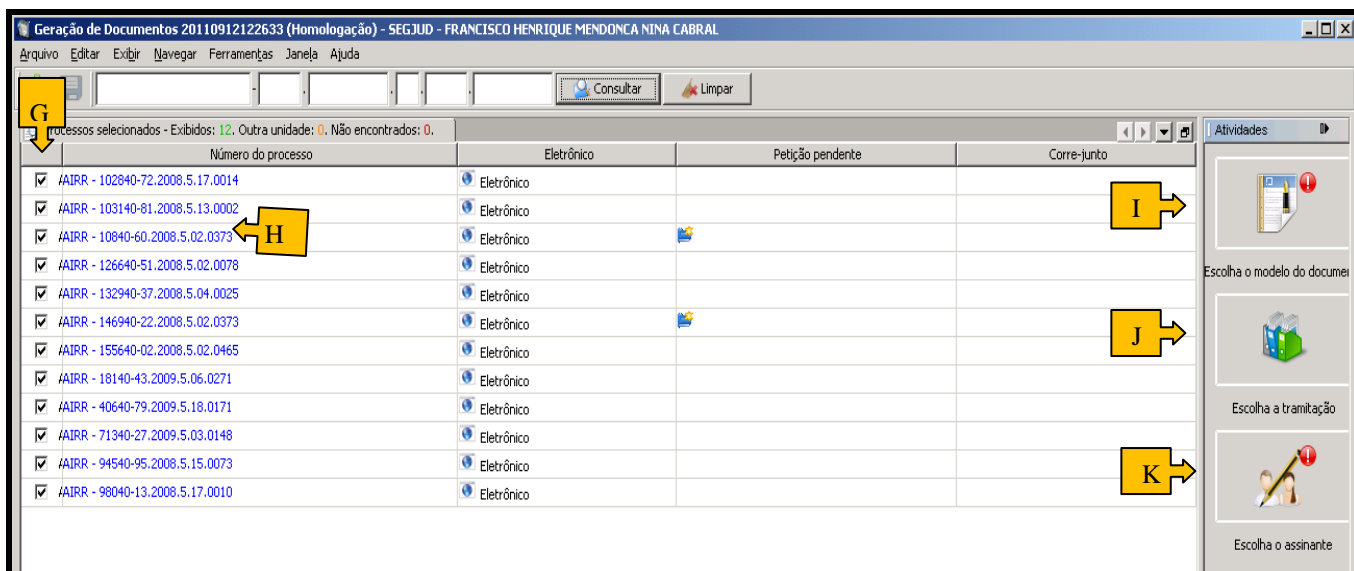 Geração de Documentos 20110912122633 (Homologação) - SEGJUD - FRANCISCO HENRIQUE MENDONCA NINA CABRAL
Arquivo Editar Exibir Navegar Ferramentas Janela Ajuda
- . . . . Consultar Limpar
G
Processos selecionados - Exibidos: 12. Outra unidade: 0. Não encontrados: 0. Atividades
Número do processo Eletrônico Petição pendente Corre-junto
AIRR - 102840-72.2008.5.17.0014 Eletrônico
AIRR - 103140-81.2008.5.13.0002 Eletrônico
I
AIRR - 10840-60.2008.5.02.0373 Eletrônico
H
AIRR - 126640-51.2008.5.02.0078 Eletrônico
Escolha o modelo do docume
AIRR - 132940-37.2008.5.04.0025 Eletrônico
AIRR - 146940-22.2008.5.02.0373 Eletrônico
J
AIRR - 155640-02.2008.5.02.0465 Eletrônico
AIRR - 18140-43.2009.5.06.0271 Eletrônico
AIRR - 40640-79.2009.5.18.0171 Eletrônico
Escolha a tramitação
AIRR - 71340-27.2009.5.03.0148 Eletrônico
AIRR - 94540-95.2008.5.15.0073 Eletrônico
K
AIRR - 98040-13.2008.5.17.0010 Eletrônico
Escolha o assinante